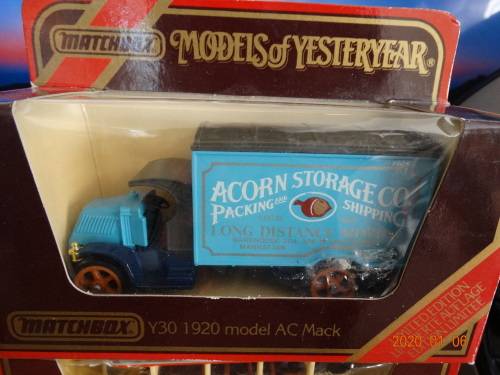 MATCHBOX
MODELS of YESTERYEAR®
ACORN STORAGE CO.
PACKING AND SHIPPING
LONG DISTANCE
MANHATTAN
MATCHBOX
Y30 1920 model AC Mack
LIMITED EDITION
2020 01 06